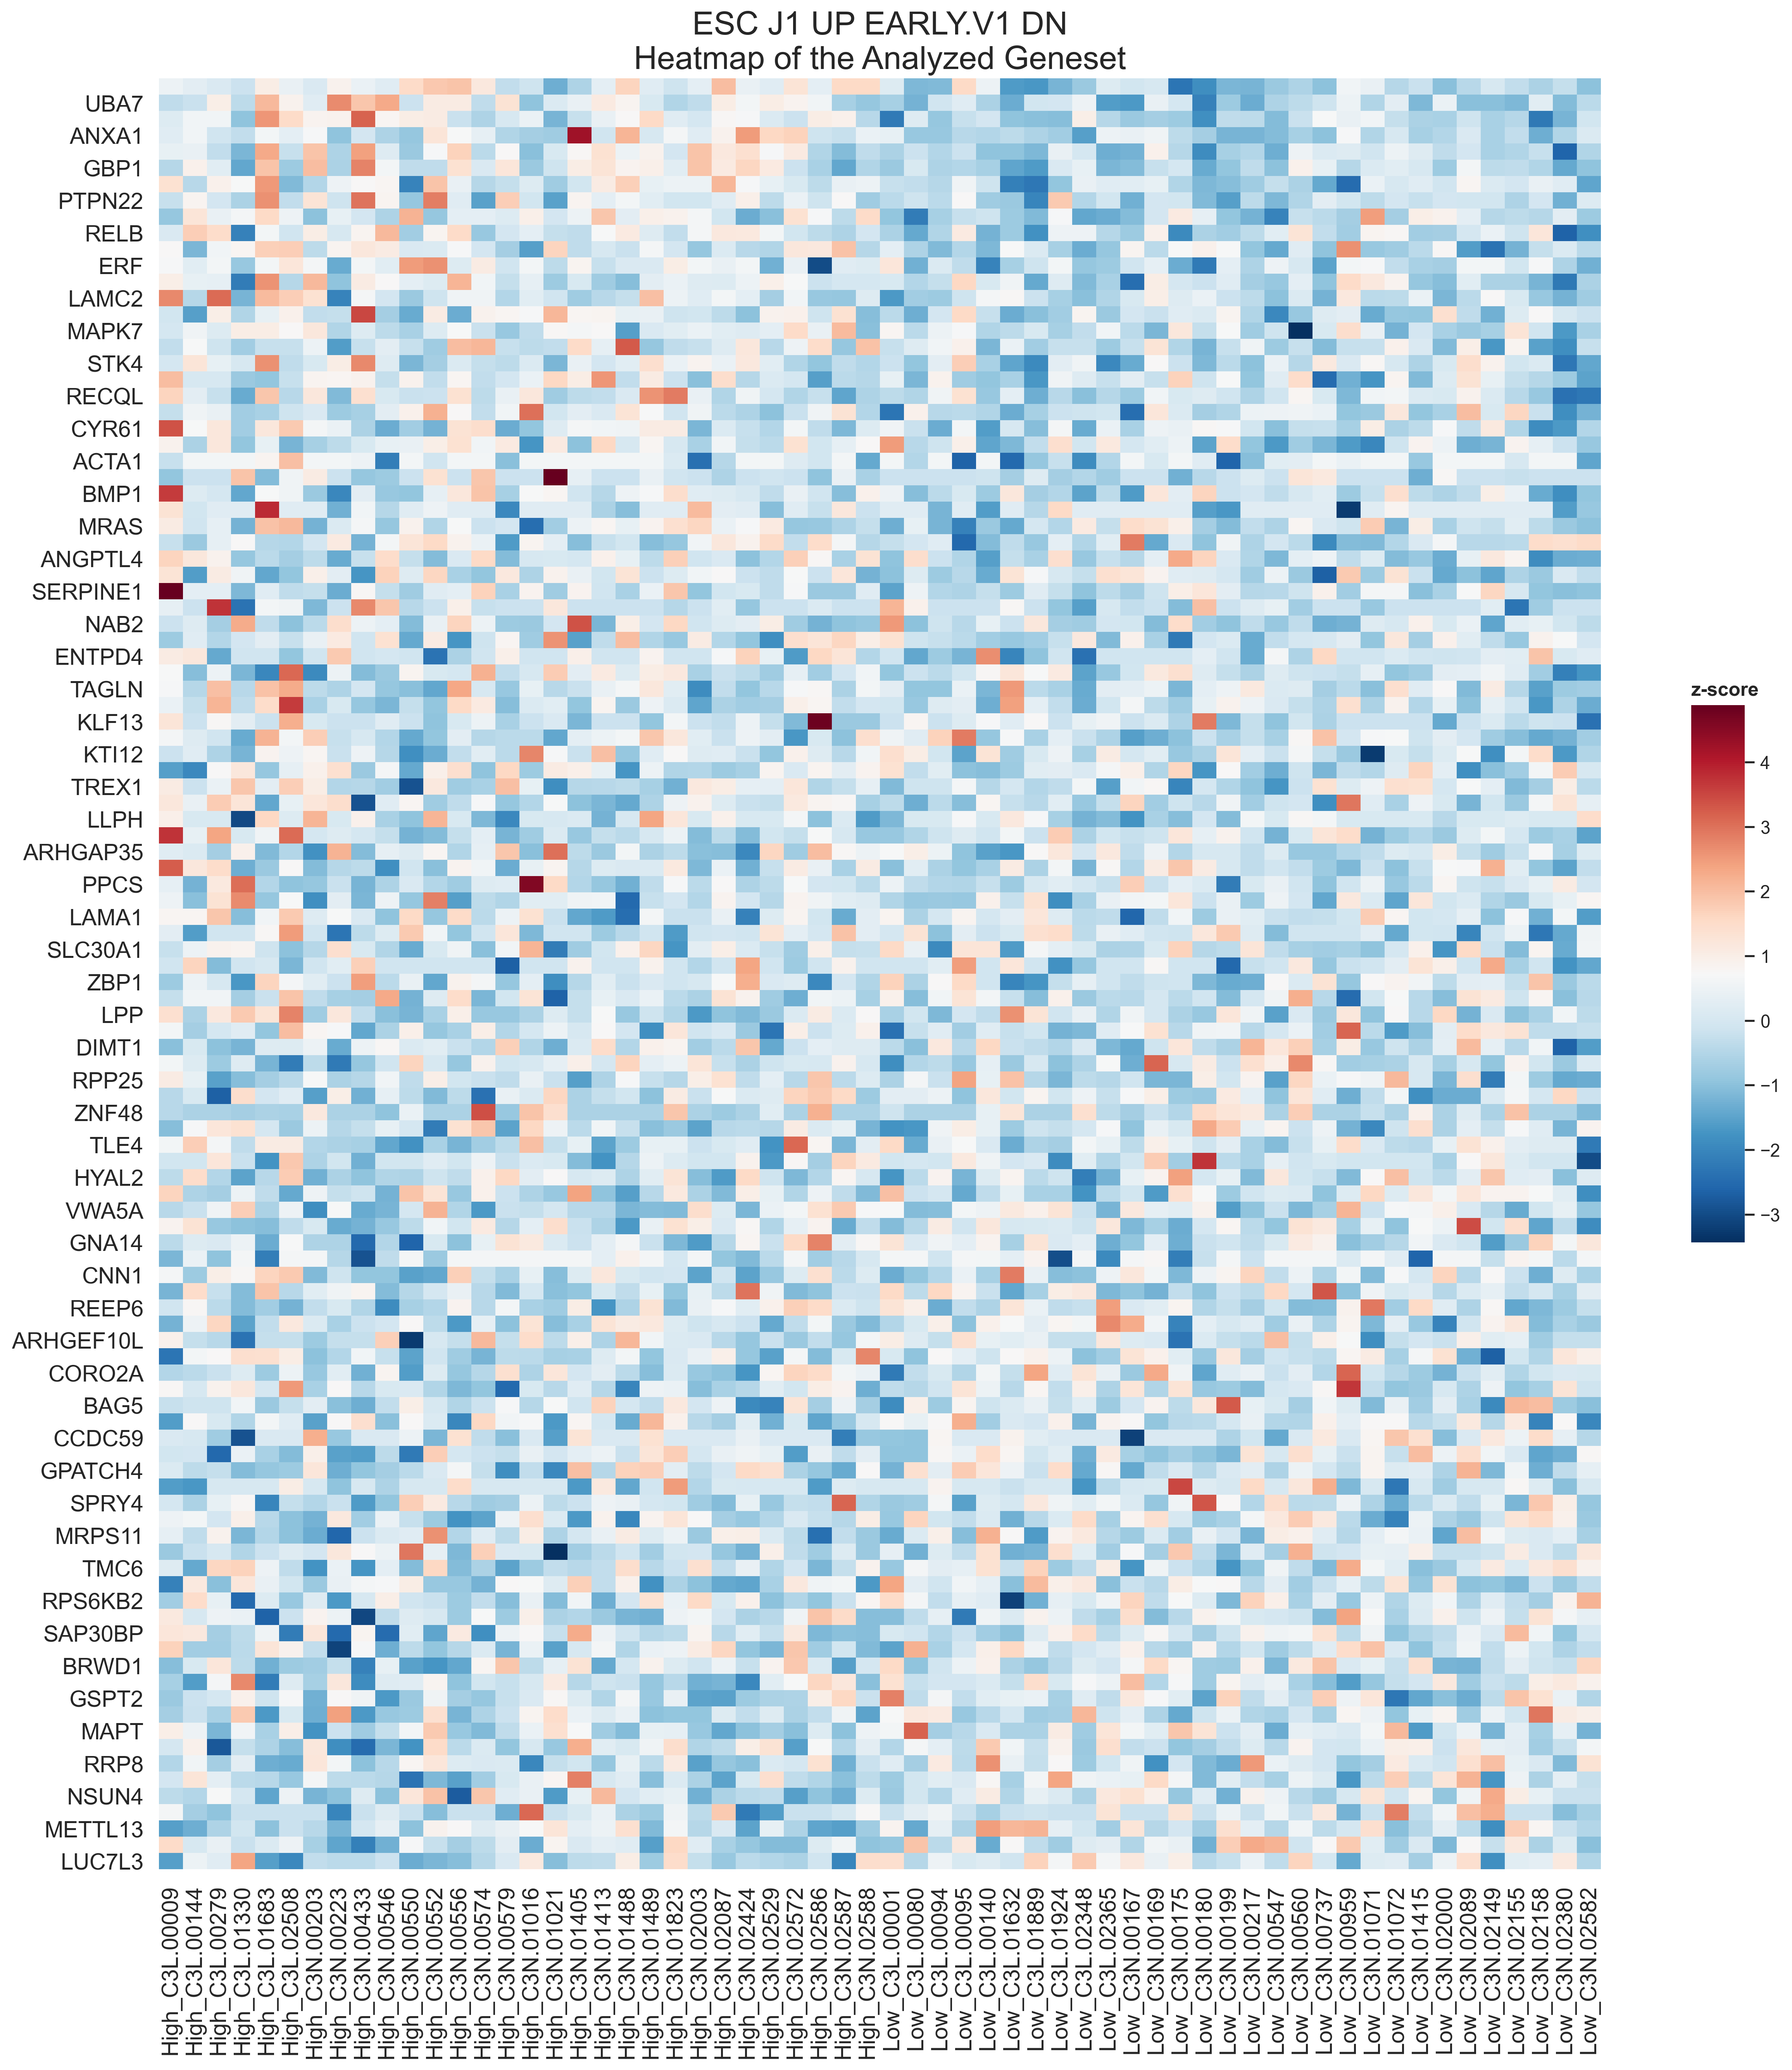 ESC J1 UP EARLY.V1 DN
Heatmap of the Analyzed Geneset
UBA7
ANXA1
GBP1
PTPN22
RELB
ERF
LAMC2
MAPK7
STK4
RECQL
CYR61
ACTA1
BMP1
MRAS
ANGPTL4
SERPINE1
NAB2
ENTPD4
TAGLN
KLF13
KTI12
TREX1
LLPH
ARHGAP35
PPCS
LAMA1
SLC30A1
ZBP1
LPP
DIMT1
RPP25
ZNF48
TLE4
HYAL2
VWA5A
GNA14
CNN1
REEP6
ARHGEF10L
CORO2A
BAG5
CCDC59
GPATCH4
SPRY4
MRPS11
TMC6
RPS6KB2
SAP30BP
BRWD1
GSPT2
MAPT
RRP8
NSUN4
METTL13
LUC7L3
High_C3L.00009
High_C3L.00144
High_C3L.00279
High_C3L.01330
High_C3L.01683
High_C3L.02508
High_C3N.00203
High_C3N.00223
High_C3N.00433
High_C3N.00546
High_C3N.00550
High_C3N.00552
High_C3N.00556
High_C3N.00574
High_C3N.00579
High_C3N.01016
High_C3N.01021
High_C3N.01405
High_C3N.01413
High_C3N.01488
High_C3N.01489
High_C3N.01823
High_C3N.02003
High_C3N.02087
High_C3N.02424
High_C3N.02529
High_C3N.02572
High_C3N.02586
High_C3N.02587
High_C3N.02588
Low_C3L.00001
Low_C3L.00080
Low_C3L.00094
Low_C3L.00095
Low_C3L.00140
Low_C3L.01632
Low_C3L.01889
Low_C3L.01924
Low_C3L.02348
Low_C3L.02365
Low_C3N.00167
Low_C3N.00169
Low_C3N.00175
Low_C3N.00180
Low_C3N.00199
Low_C3N.00217
Low_C3N.00547
Low_C3N.00560
Low_C3N.00737
Low_C3N.00959
Low_C3N.01071
Low_C3N.01072
Low_C3N.01415
Low_C3N.02000
Low_C3N.02089
Low_C3N.02149
Low_C3N.02155
Low_C3N.02158
Low_C3N.02380
Low_C3N.02582
z-score
4
3
2
1
0
−1
−2
−3